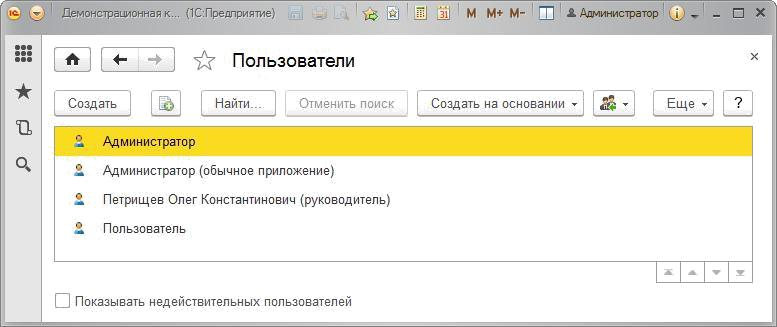 Демонстрационная к... (1С:Предприятие) 31 M M+ M- Администратор
Пользователи
Создать Найти... Отменить поиск Создать на основании Еще ?
Администратор
Администратор (обычное приложение)
Петрищев Олег Константинович (руководитель)
Пользователь
Показывать недействительных пользователей